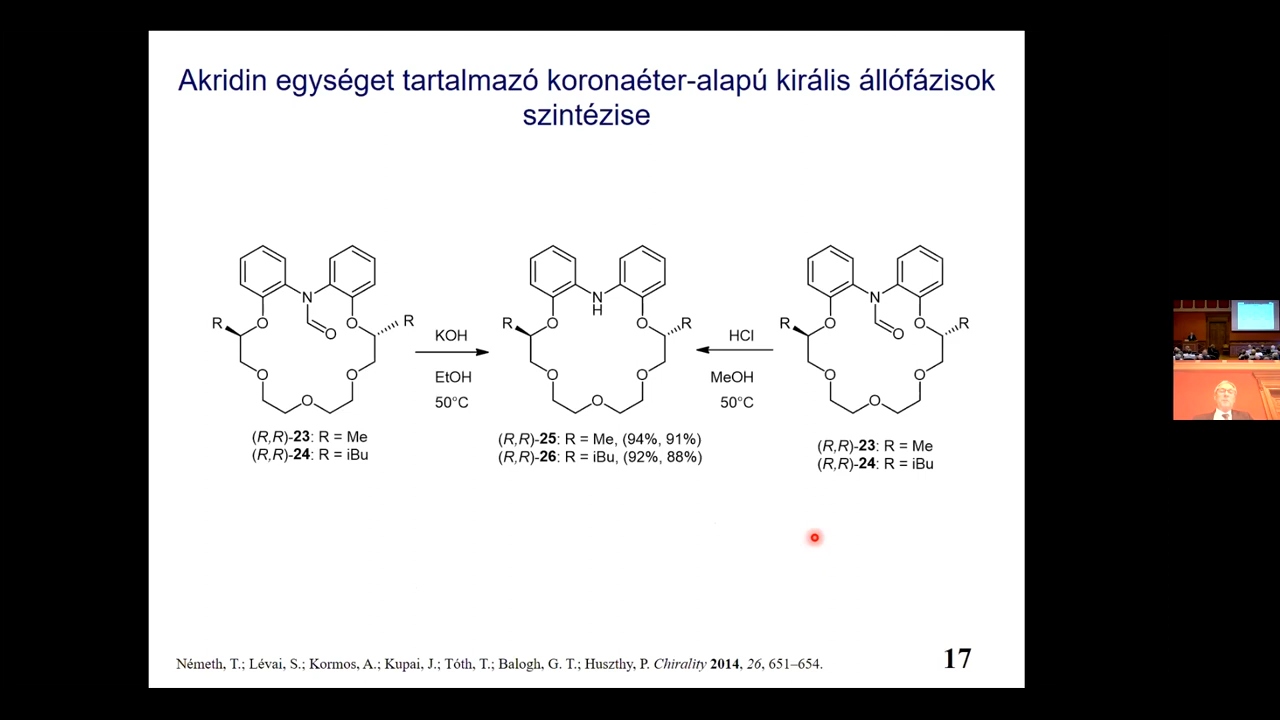 Akridin egységet tartalmazó koronaéter-alapú királis állófázisok
szintézise
N
O
O
O
R
R
O
O
O
(R,R)-23: R = Me
(R,R)-24: R = iBu
KOH
EtOH
50°C
N
H
O
O
R
R
O
O
O
(R,R)-25: R = Me, (94%, 91%)
(R,R)-26: R = iBu, (92%, 88%)
HCl
MeOH
50°C
N
O
O
O
R
R
O
O
O
(R,R)-23: R = Me
(R,R)-24: R = iBu
Németh, T.; Lévai, S.; Kormos, A.; Kupai, J.; Tóth, T.; Balogh, G. T.; Huszthy, P. Chirality 2014, 26, 651–654.
17